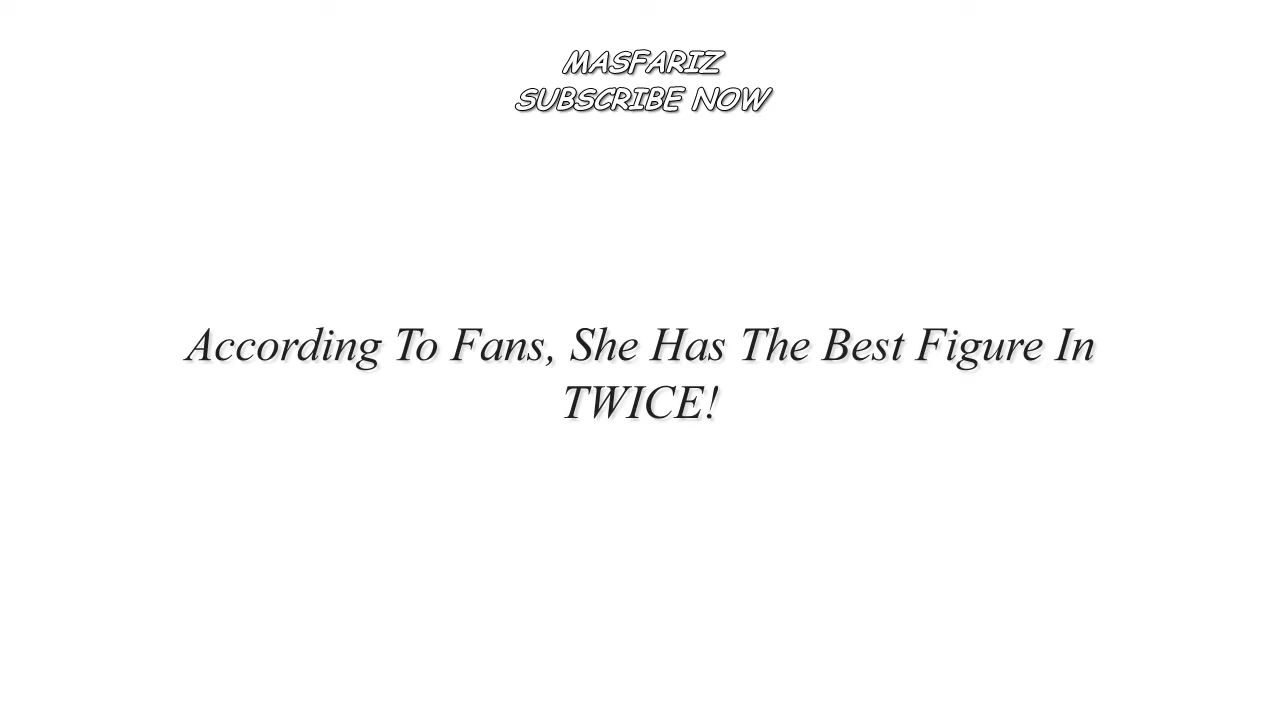 MASFARIZ
SUBSCRIBE NOW
According To Fans, She Has The Best Figure In
TWICE!